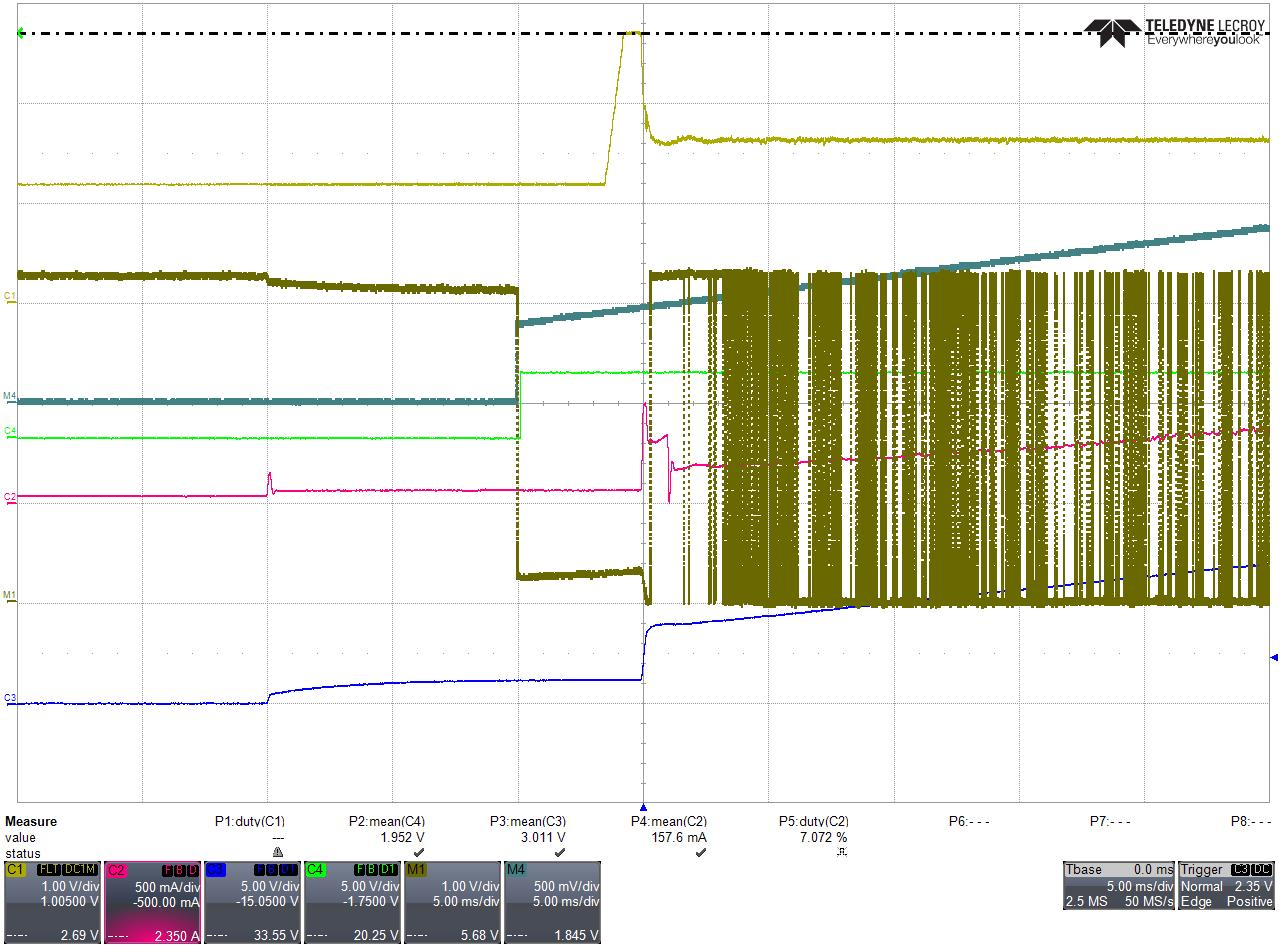 TELEDYNE LECROY
Everywhereyoulook
C1
M4
C4
C2
M1
C3
Measure P1:duty(C1) P2:mean(C4) P3:mean(C3) P4:mean(C2) P5:duty(C2) P6:- - - P7:- - - P8:- - -
value --- 1.952 V 3.011 V 157.6 mA 7.072 %
status
C1 FLT DC1M C2 F B D C3 F B D1 C4 F B D1 M1 M4 Tbase 0.0 ms Trigger C3 DC
1.00 V/div 500 mA/div 5.00 V/div 5.00 V/div 1.00 V/div 500 mV/div 5.00 ms/div Normal 2.35 V
1.00500 V -500.00 mA -15.0500 V -1.7500 V 5.00 ms/div 5.00 ms/div 2.5 MS 50 MS/s Edge Positive
2.69 V 2.350 A 33.55 V 20.25 V 5.68 V 1.845 V